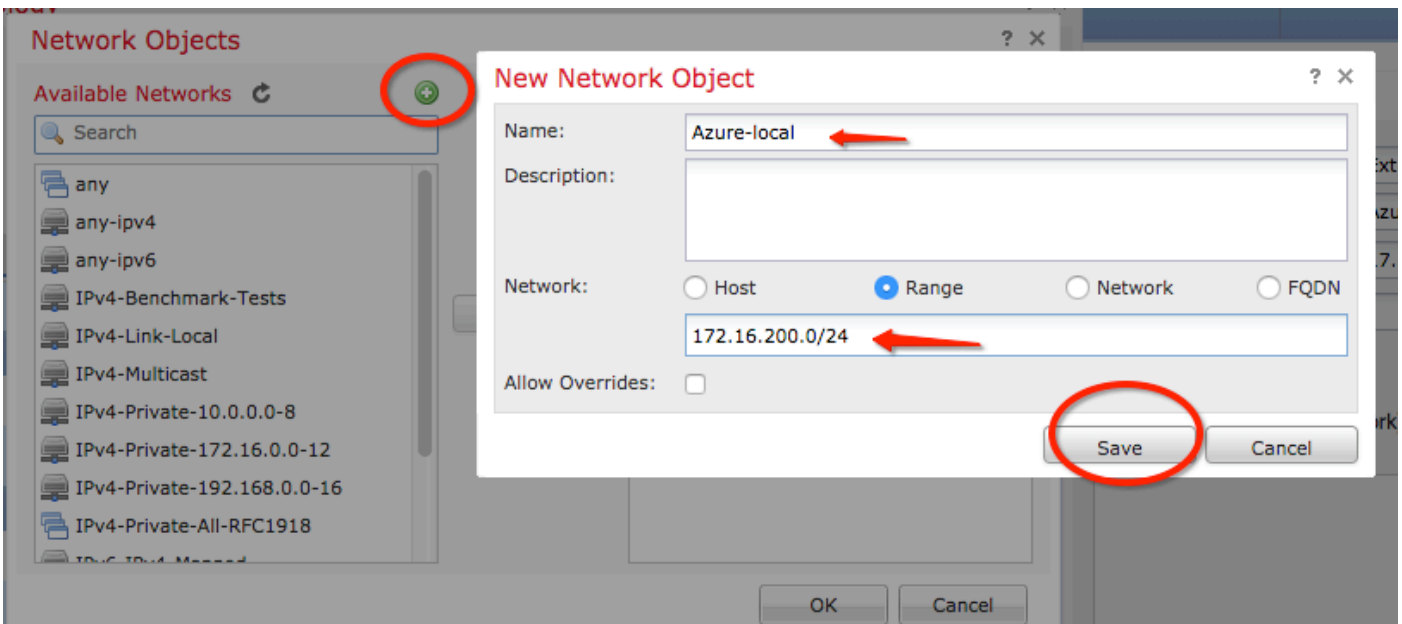 Network Objects
? ×
Available Networks
Search
any
any-ipv4
any-ipv6
IPv4-Benchmark-Tests
IPv4-Link-Local
IPv4-Multicast
IPv4-Private-10.0.0.0-8
IPv4-Private-172.16.0.0-12
IPv4-Private-192.168.0.0-16
IPv4-Private-All-RFC1918
OK
Cancel
New Network Object
? ×
Name:
Azure-local
Description:
Network:
Host
Range
Network
FQDN
172.16.200.0/24
Allow Overrides:
Save
Cancel